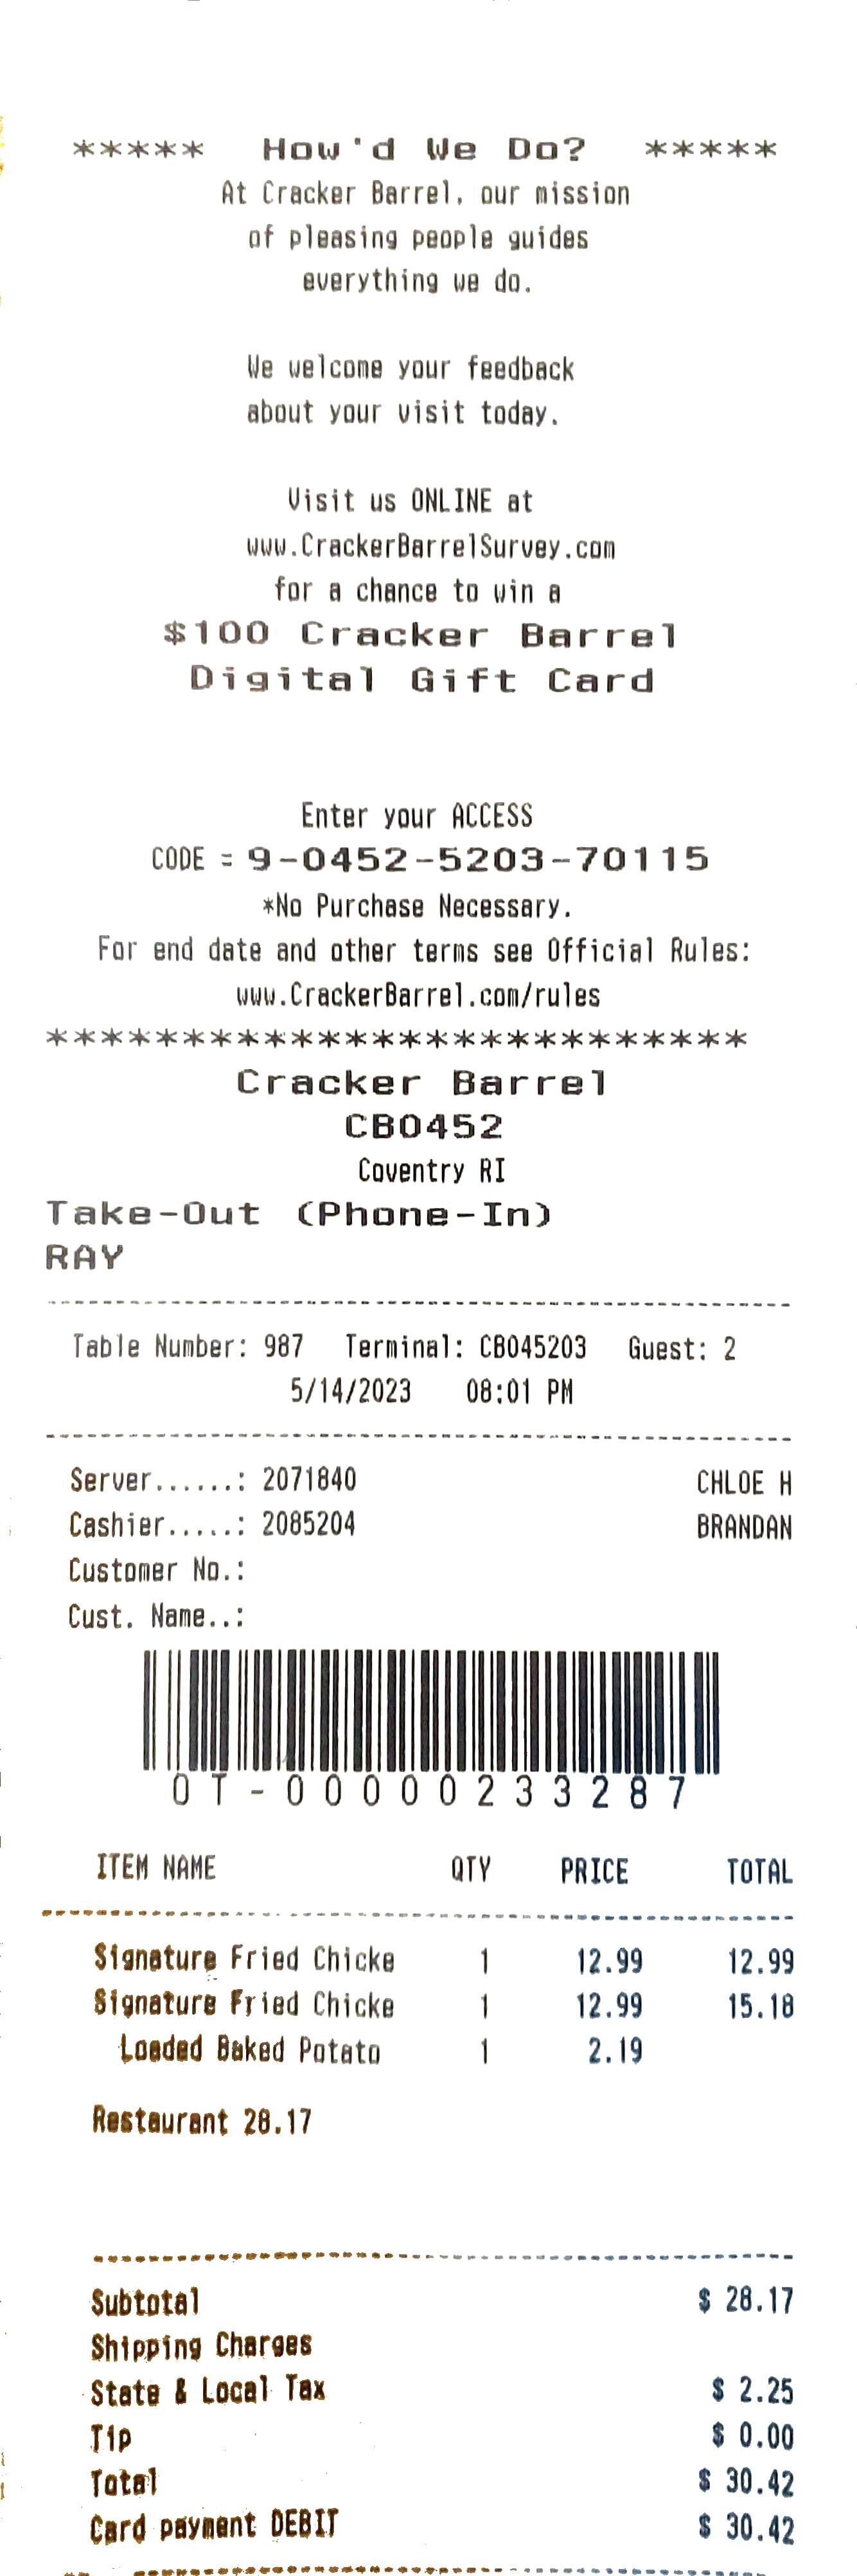 ***** How'd We Do? *****
At Cracker Barrel, our mission
of pleasing people guides
everything we do.
We welcome your feedback
about your visit today.
Visit us ONLINE at
www.CrackerBarrelSurvey.com
for a chance to win a
$100 Cracker Barrel
Digital Gift Card
Enter your ACCESS
CODE = 9-0452-5203-70115
*No Purchase Necessary.
For end date and other terms see Official Rules:
www.CrackerBarrel.com/rules
**************************
Cracker Barrel
CB0452
Coventry RI
Take-Out (Phone-In)
RAY
Table Number: 987 Terminal: CB045203 Guest: 2
5/14/2023 08:01 PM
Server......: 2071840 CHLOE H
Cashier.....: 2085204 BRANDAN
Customer No.:
Cust. Name..:
OT-00000233287
ITEM NAME QTY PRICE TOTAL
Signature Fried Chicke 1 12.99 12.99
Signature Fried Chicke 1 12.99 15.18
Loaded Baked Potato 1 2.19
Restaurant 28.17
Subtotal $ 28.17
Shipping Charges
State & Local Tax $ 2.25
Tip $ 0.00
Total $ 30.42
Card payment DEBIT $ 30.42